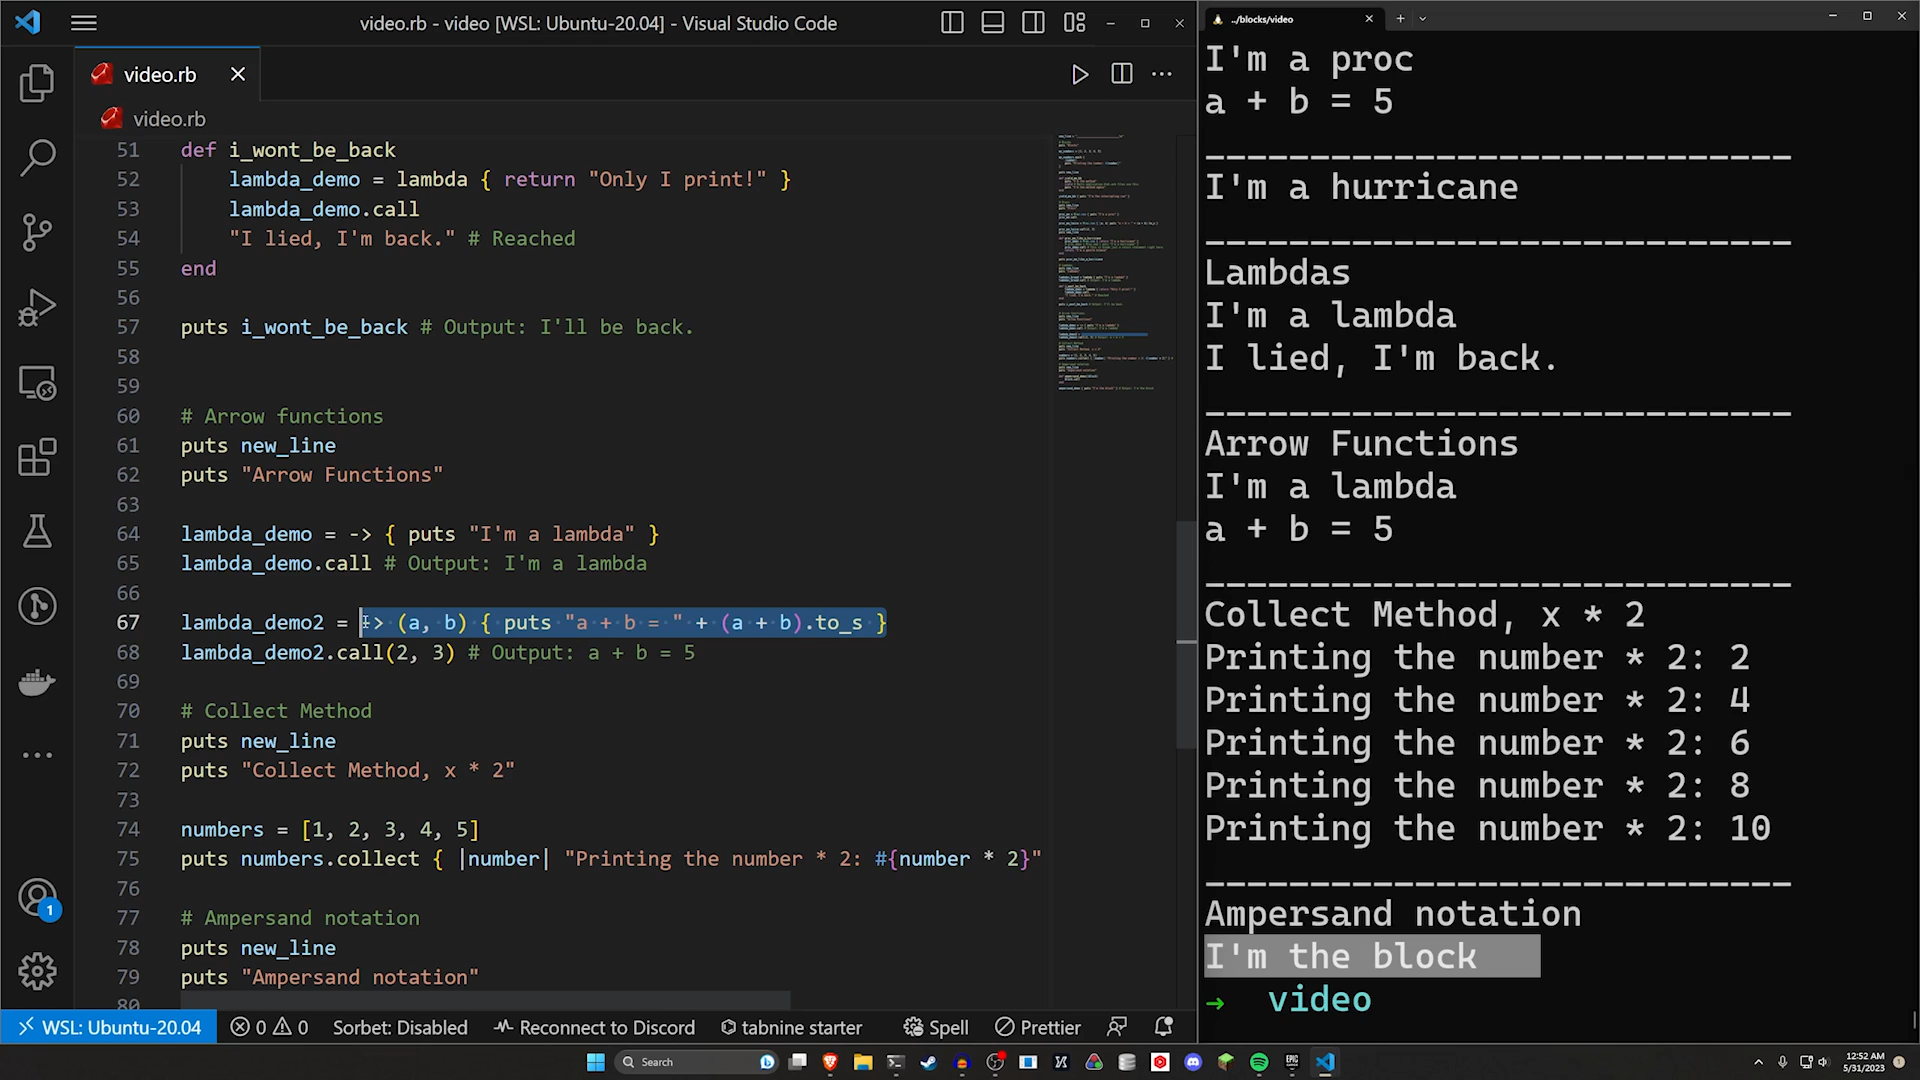 video.rb - video [WSL: Ubuntu-20.04] - Visual Studio Code
video.rb
video.rb
51 def i_wont_be_back
52 lambda_demo = lambda { return "Only I print!" }
53 lambda_demo.call
54 "I lied, I'm back." # Reached
55 end
56
57 puts i_wont_be_back # Output: I'll be back.
58
59
60 # Arrow functions
61 puts new_line
62 puts "Arrow Functions"
63
64 lambda_demo = -> { puts "I'm a lambda" }
65 lambda_demo.call # Output: I'm a lambda
66
67 lambda_demo2 = -> (a, b) { puts "a + b = " + (a + b).to_s }
68 lambda_demo2.call(2, 3) # Output: a + b = 5
69
70 # Collect Method
71 puts new_line
72 puts "Collect Method, x * 2"
73
74 numbers = [1, 2, 3, 4, 5]
75 puts numbers.collect { |number| "Printing the number * 2: #{number * 2}"
76
77 # Ampersand notation
78 puts new_line
79 puts "Ampersand notation"
80
1
WSL: Ubuntu-20.04
0 0
Sorbet: Disabled
Reconnect to Discord
tabnine starter
Spell
Prettier
../blocks/video
I'm a proc
a + b = 5
____________________________
I'm a hurricane
____________________________
Lambdas
I'm a lambda
I lied, I'm back.
____________________________
Arrow Functions
I'm a lambda
a + b = 5
____________________________
Collect Method, x * 2
Printing the number * 2: 2
Printing the number * 2: 4
Printing the number * 2: 6
Printing the number * 2: 8
Printing the number * 2: 10
____________________________
Ampersand notation
I'm the block
→ video
Search
12:52 AM
5/31/2023